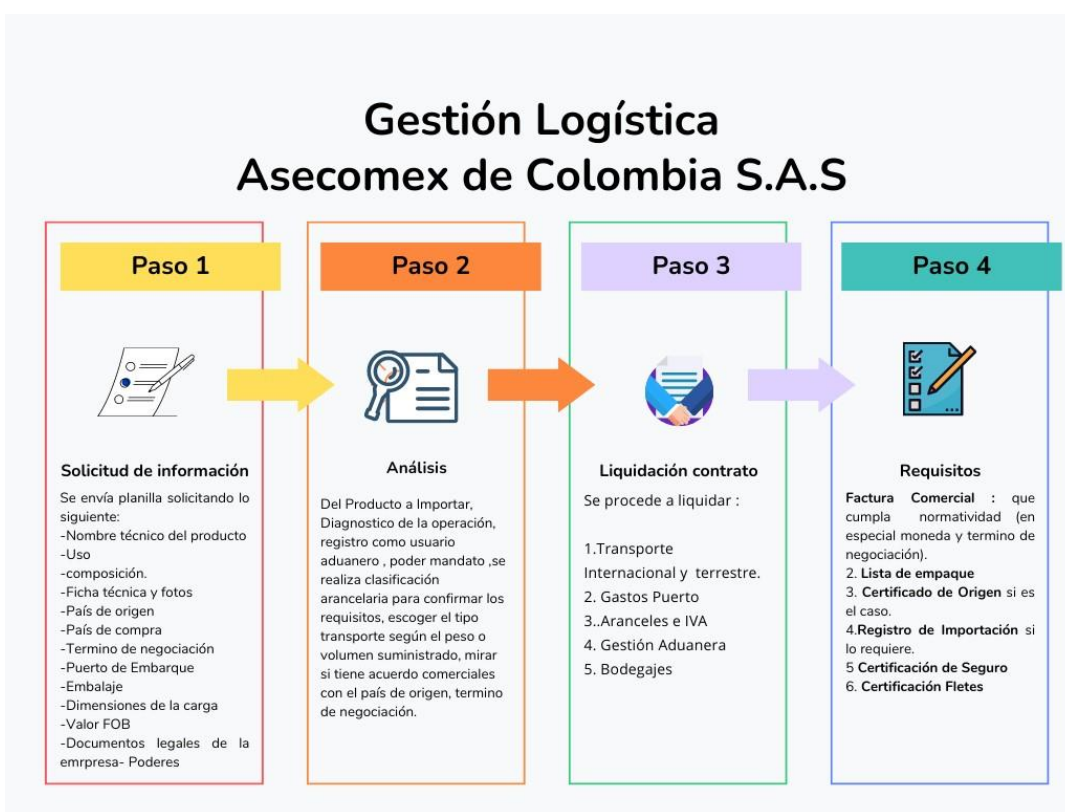 Gestión Logística
Asecomex de Colombia S.A.S
Paso 1
Solicitud de información
Se envía planilla solicitando lo
siguiente:
-Nombre técnico del producto
-Uso
-composición.
-Ficha técnica y fotos
-País de origen
-País de compra
-Termino de negociación
-Puerto de Embarque
-Embalaje
-Dimensiones de la carga
-Valor FOB
-Documentos legales de la
emrpresa- Poderes
Paso 2
Análisis
Del Producto a Importar,
Diagnostico de la operación,
registro como usuario
aduanero , poder mandato ,se
realiza clasificación
arancelaria para confirmar los
requisitos, escoger el tipo
transporte según el peso o
volumen suministrado, mirar
si tiene acuerdo comerciales
con el país de origen, termino
de negociación.
Paso 3
Liquidación contrato
Se procede a liquidar :
1.Transporte
Internacional y terrestre.
2. Gastos Puerto
3..Aranceles e IVA
4. Gestión Aduanera
5. Bodegajes
Paso 4
Requisitos
Factura Comercial : que
cumpla normatividad (en
especial moneda y termino de
negociación).
2. Lista de empaque
3. Certificado de Origen si es
el caso.
4.Registro de Importación si
lo requiere.
5 Certificación de Seguro
6. Certificación Fletes